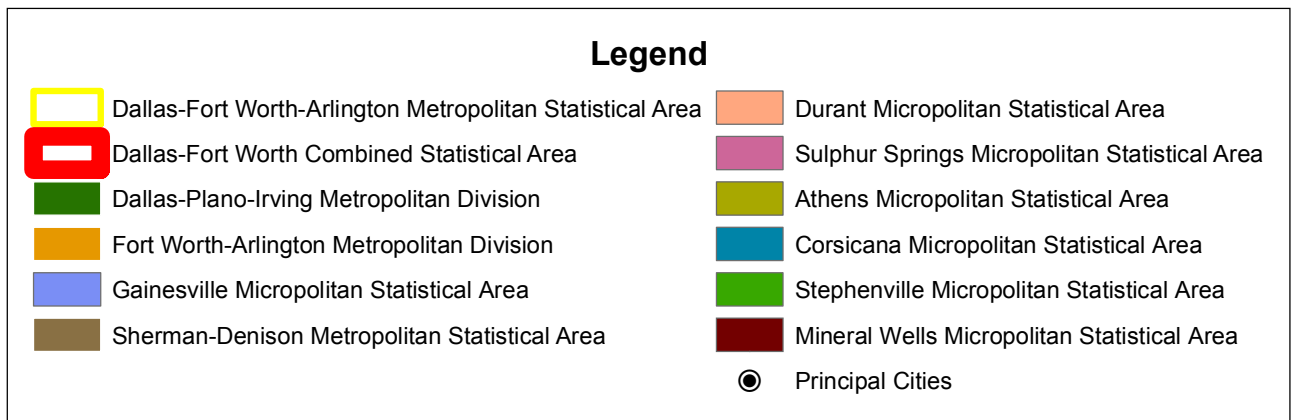 Legend
Dallas-Fort Worth-Arlington Metropolitan Statistical Area
Dallas-Fort Worth Combined Statistical Area
Dallas-Plano-Irving Metropolitan Division
Fort Worth-Arlington Metropolitan Division
Gainesville Micropolitan Statistical Area
Sherman-Denison Metropolitan Statistical Area
Durant Micropolitan Statistical Area
Sulphur Springs Micropolitan Statistical Area
Athens Micropolitan Statistical Area
Corsicana Micropolitan Statistical Area
Stephenville Micropolitan Statistical Area
Mineral Wells Micropolitan Statistical Area
Principal Cities